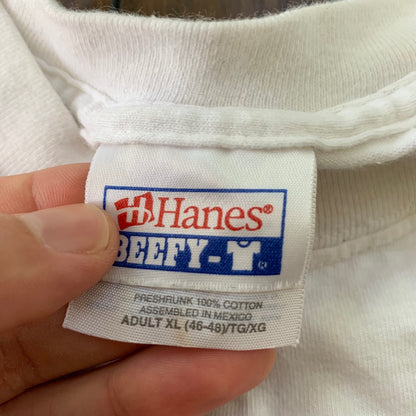 Hanes®
BEEFY-T®
PRESHRUNK 100% COTTON
ASSEMBLED IN MEXICO
ADULT XL (46-48)/TG/XG